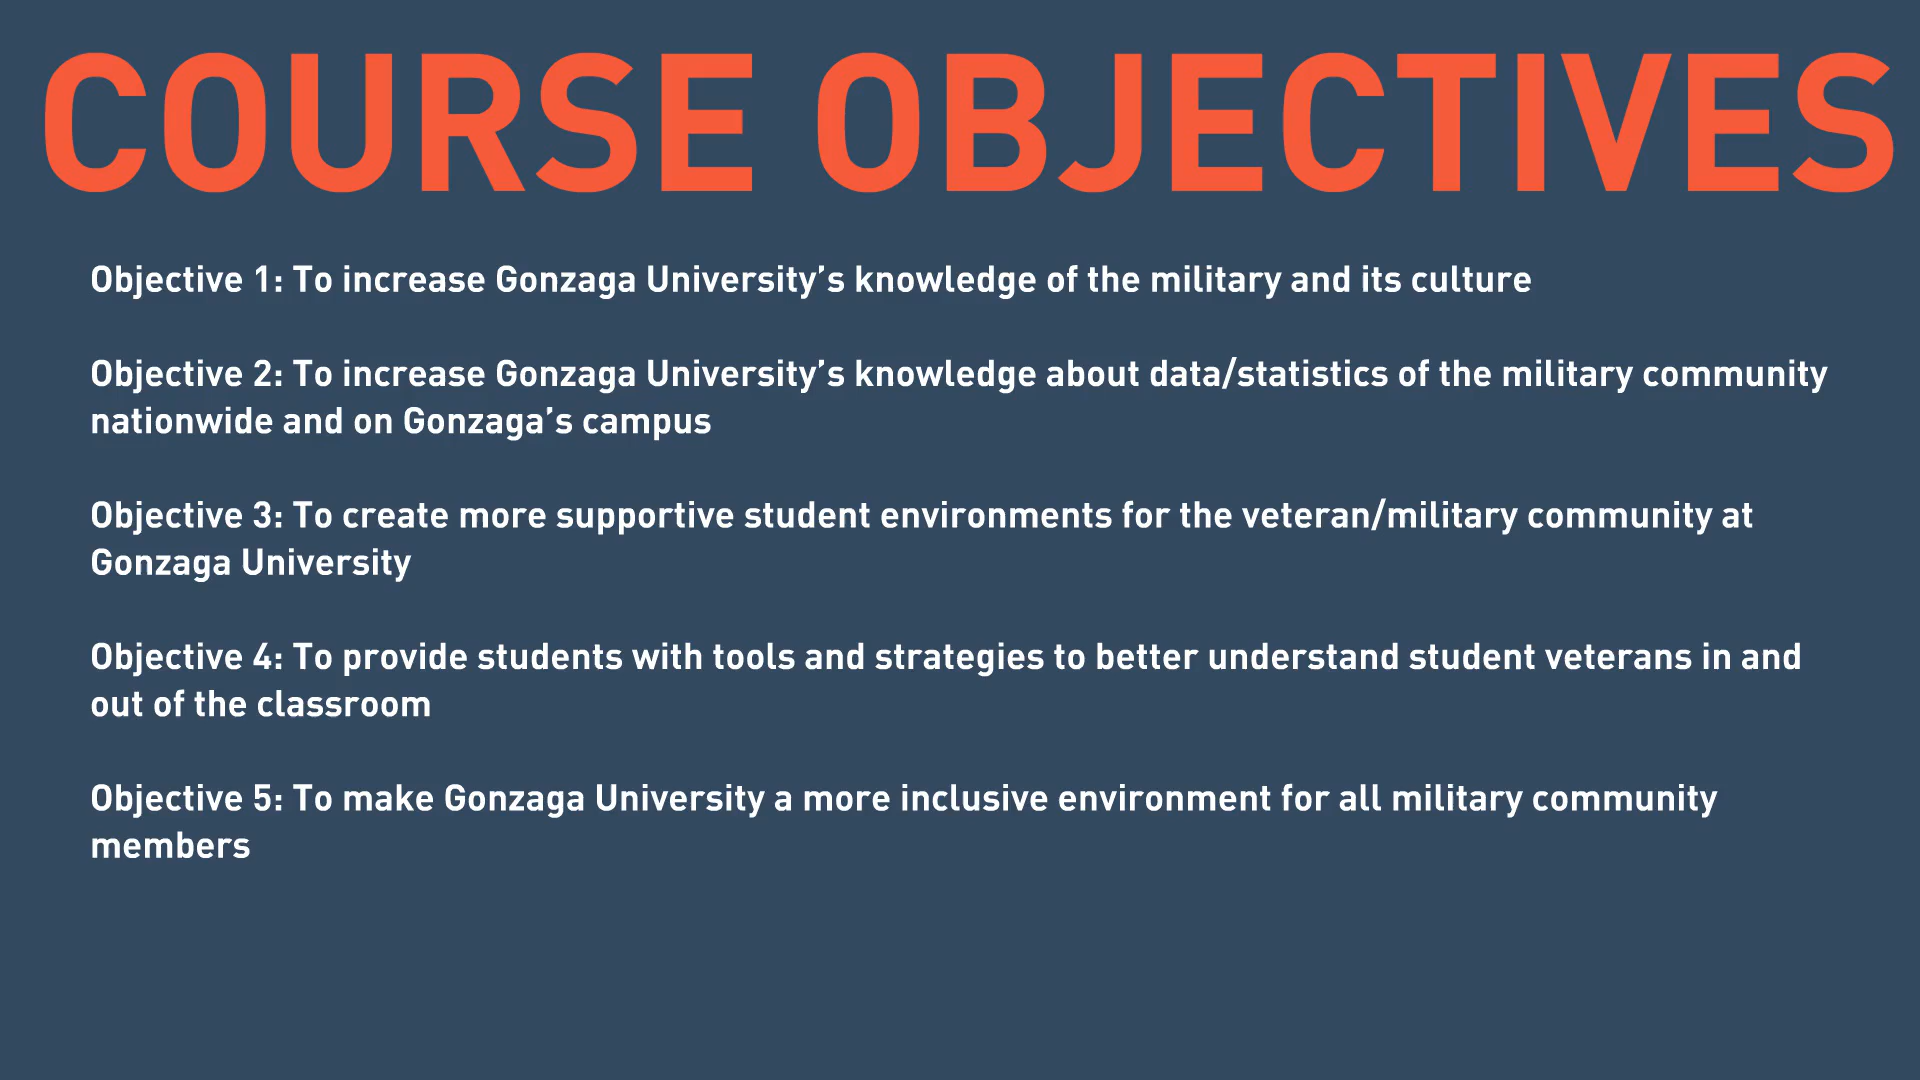 COURSE OBJECTIVES
Objective 1: To increase Gonzaga University’s knowledge of the military and its culture
Objective 2: To increase Gonzaga University’s knowledge about data/statistics of the military community
nationwide and on Gonzaga’s campus
Objective 3: To create more supportive student environments for the veteran/military community at
Gonzaga University
Objective 4: To provide students with tools and strategies to better understand student veterans in and
out of the classroom
Objective 5: To make Gonzaga University a more inclusive environment for all military community
members